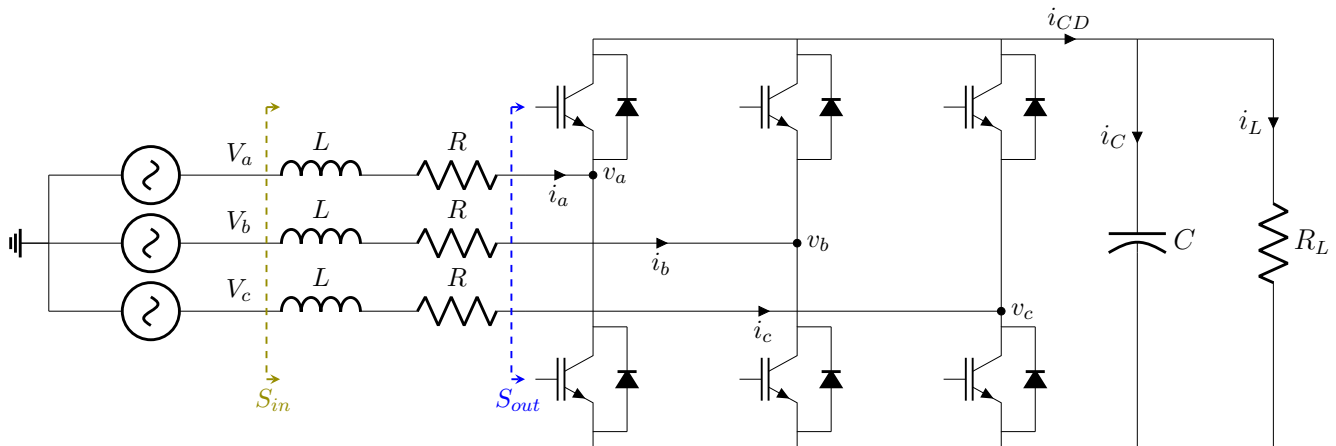 i_{CD}
V_a
L
R
i_a
v_a
V_b
L
R
i_b
v_b
V_c
L
R
i_c
v_c
S_{in}
S_{out}
i_C
i_L
C
R_L